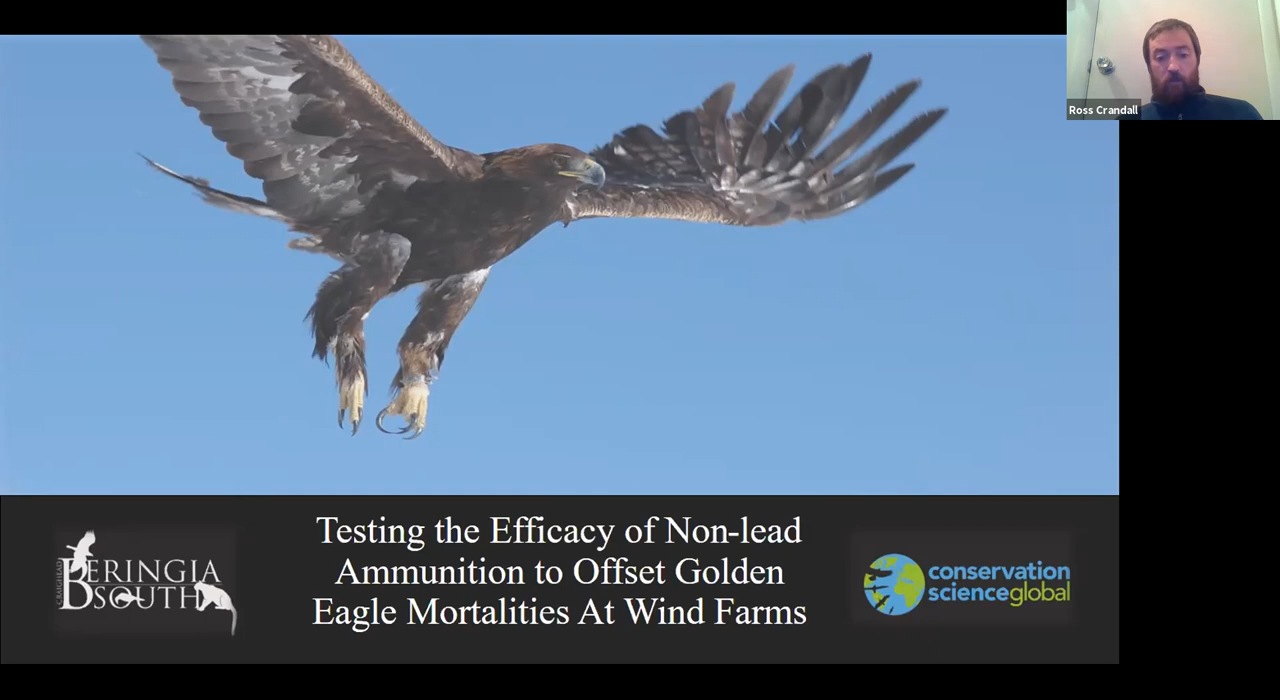 Ross Crandall
Testing the Efficacy of Non-lead
Ammunition to Offset Golden
Eagle Mortalities At Wind Farms
CRAIGHEAD
BERINGIA
SOUTH
conservation
scienceglobal